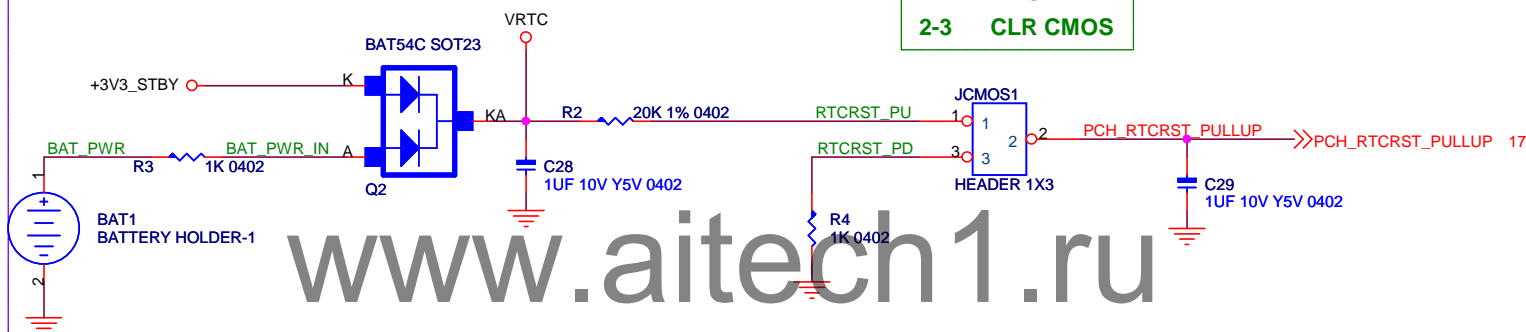 2-3 CLR CMOS
VRTC
BAT54C SOT23
+3V3_STBY
K
KA
R2
20K 1% 0402
RTCRST_PU
JCMOS1
1
1
2
2
PCH_RTCRST_PULLUP
PCH_RTCRST_PULLUP 17
BAT_PWR
R3
1K 0402
BAT_PWR_IN
A
Q2
C28
1UF 10V Y5V 0402
RTCRST_PD
3
3
HEADER 1X3
C29
1UF 10V Y5V 0402
1
+
BAT1
BATTERY HOLDER-1
2
R4
1K 0402
www.aitech1.ru